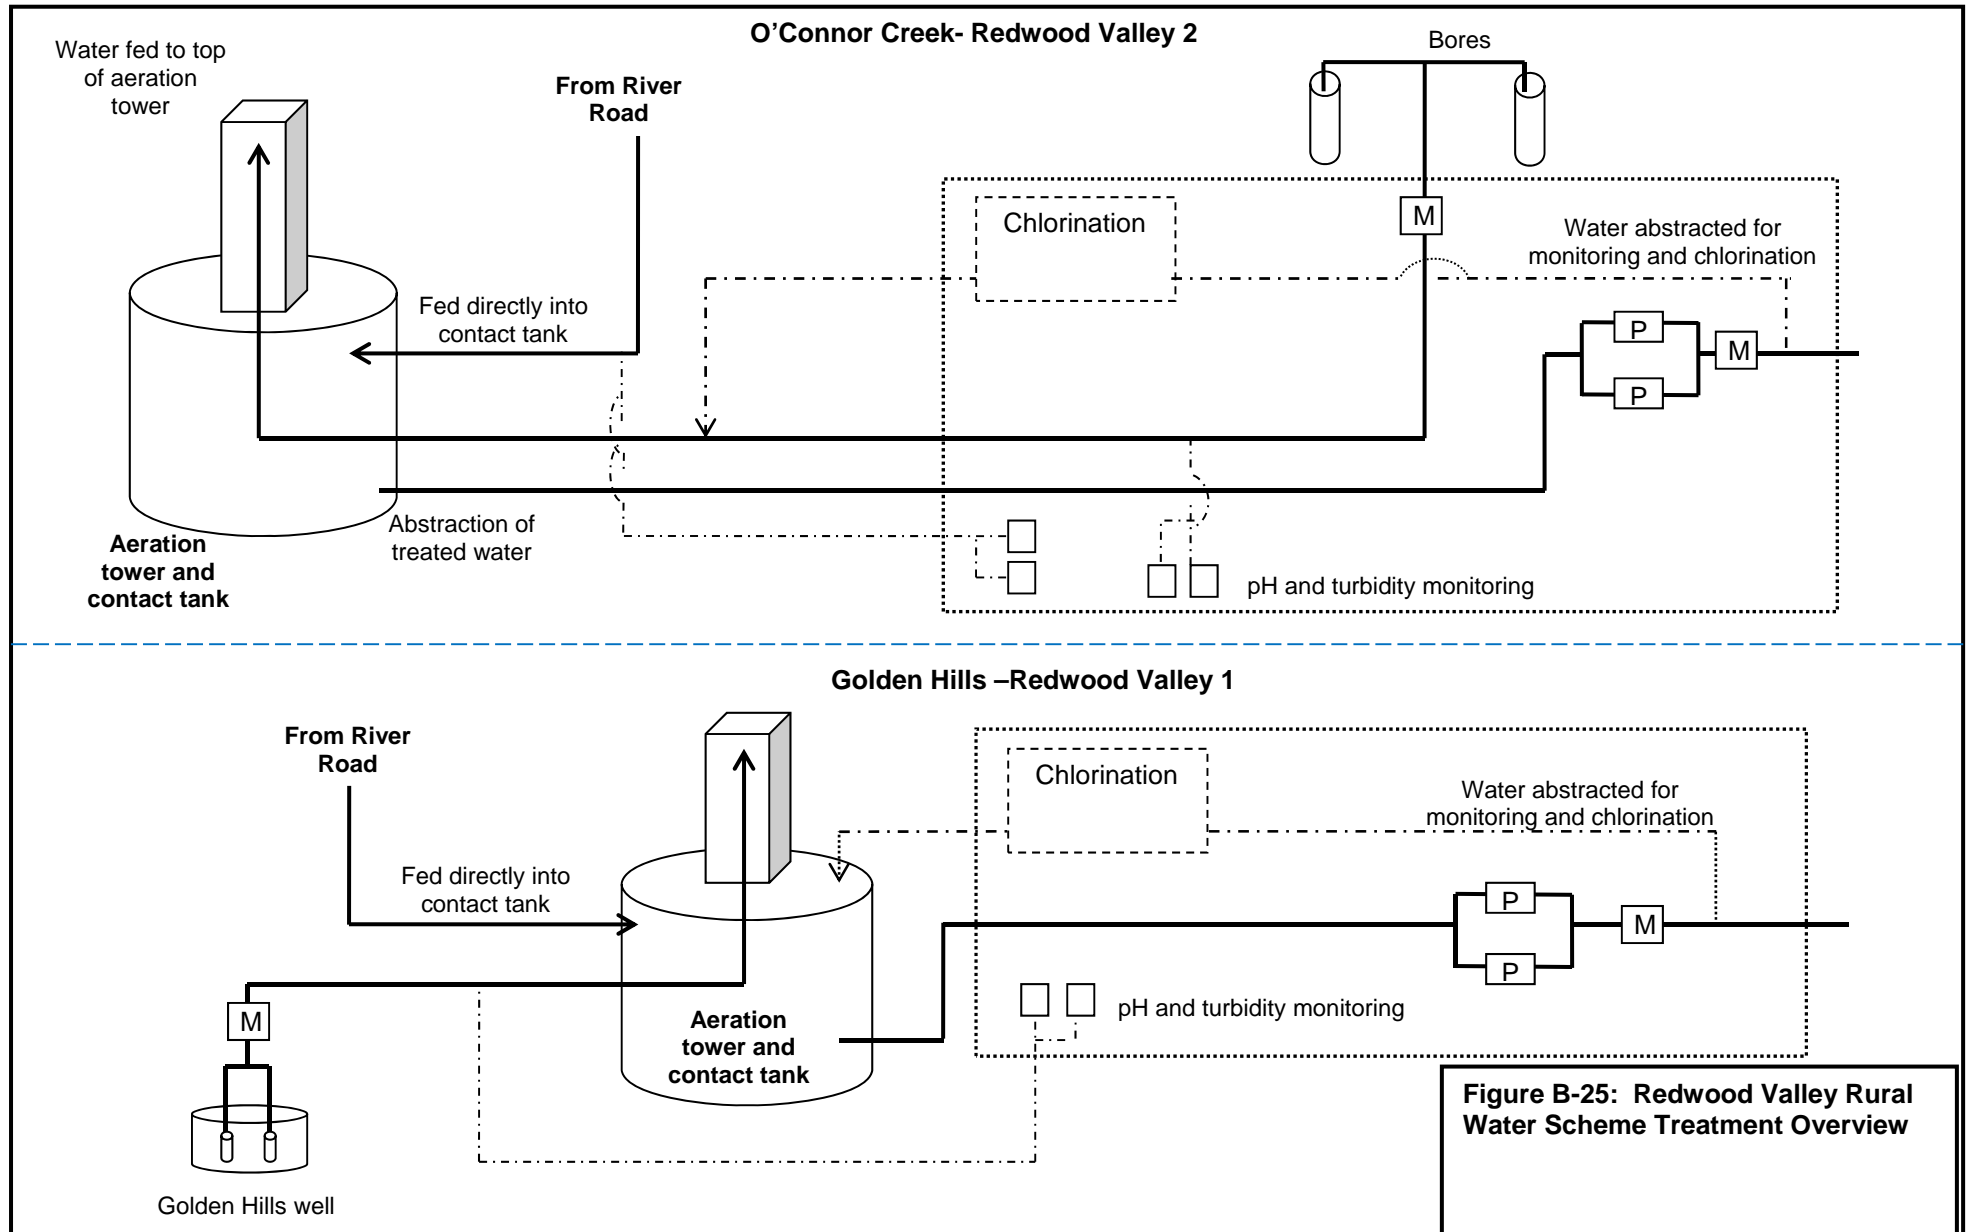 O’Connor Creek- Redwood Valley 2
Water fed to top
of aeration
tower
From River
Road
Bores
Chlorination
M
Water abstracted for
monitoring and chlorination
Fed directly into
contact tank
P
M
P
Abstraction of
treated water
Aeration
tower and
contact tank
pH and turbidity monitoring
Golden Hills –Redwood Valley 1
From River
Road
Chlorination
Water abstracted for
monitoring and chlorination
Fed directly into
contact tank
P
M
P
M
Aeration
tower and
contact tank
pH and turbidity monitoring
Golden Hills well
Figure B-25:  Redwood Valley Rural
Water Scheme Treatment Overview